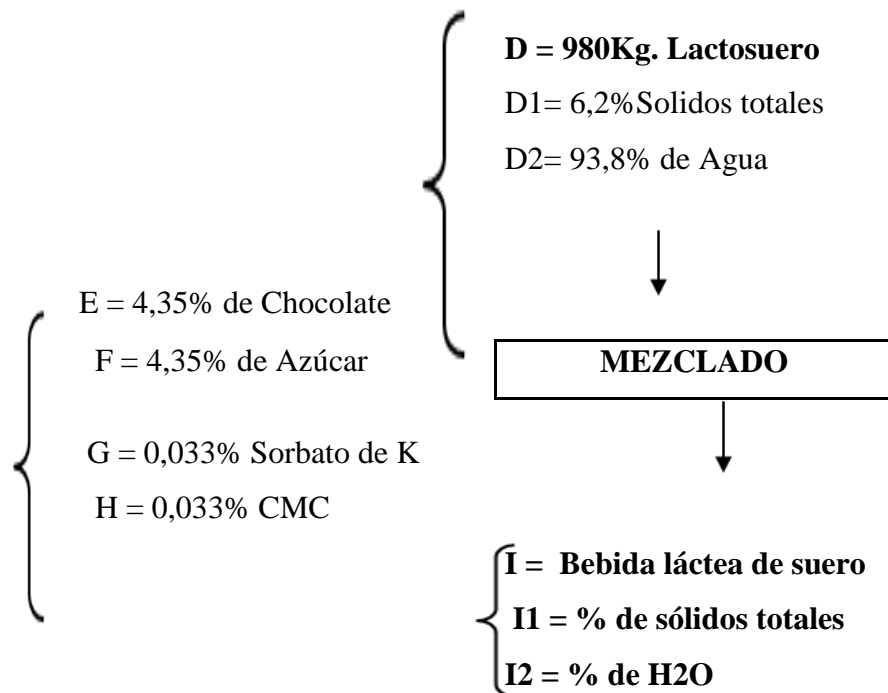 D = 980Kg. Lactosuero
D1= 6,2%Solidos totales
D2= 93,8% de Agua
E = 4,35% de Chocolate
F = 4,35% de Azúcar
MEZCLADO
G = 0,033% Sorbato de K
H = 0,033% CMC
I = Bebida láctea de suero
I1 = % de sólidos totales
I2 = % de H2O